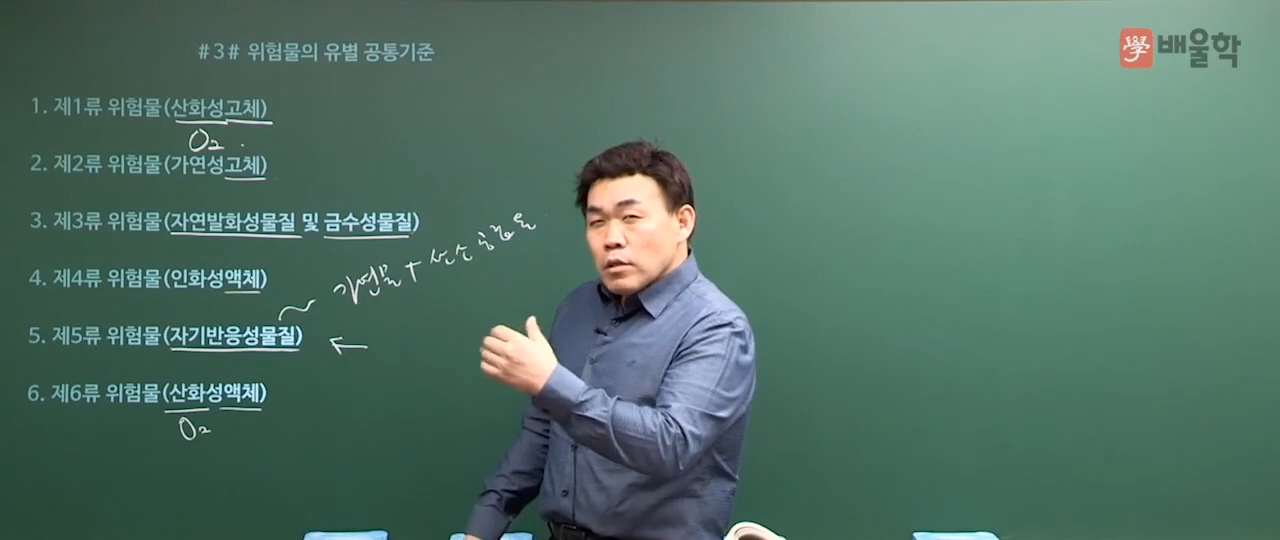 #3# 위험물의 유별 공통기준
學 배울학
1. 제1류 위험물(산화성고체)
O₂
2. 제2류 위험물(가연성고체)
3. 제3류 위험물(자연발화성물질 및 금수성물질)
가연물 + 산소공급원
4. 제4류 위험물(인화성액체)
5. 제5류 위험물(자기반응성물질)
6. 제6류 위험물(산화성액체)
O₂